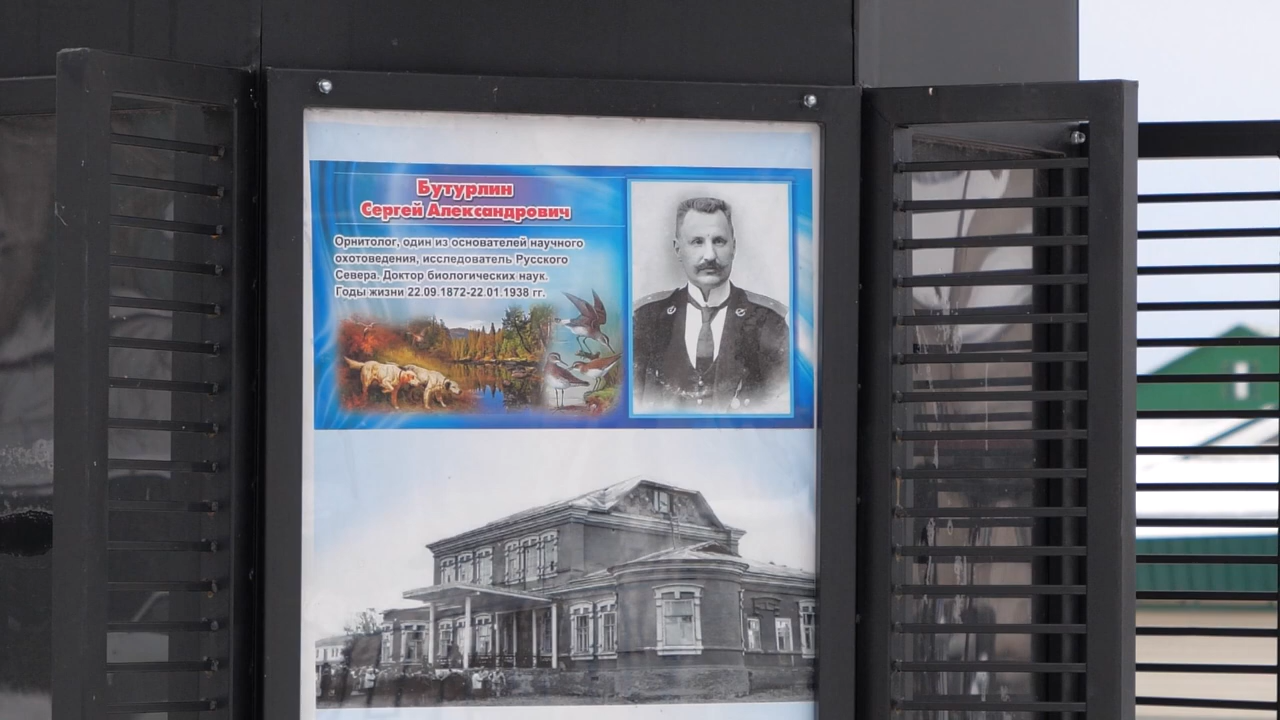 Бутурлин
Сергей Александрович
Орнитолог, один из основателей научного
охотоведения, исследователь Русского
Севера. Доктор биологических наук.
Годы жизни 22.09.1872-22.01.1938 гг.